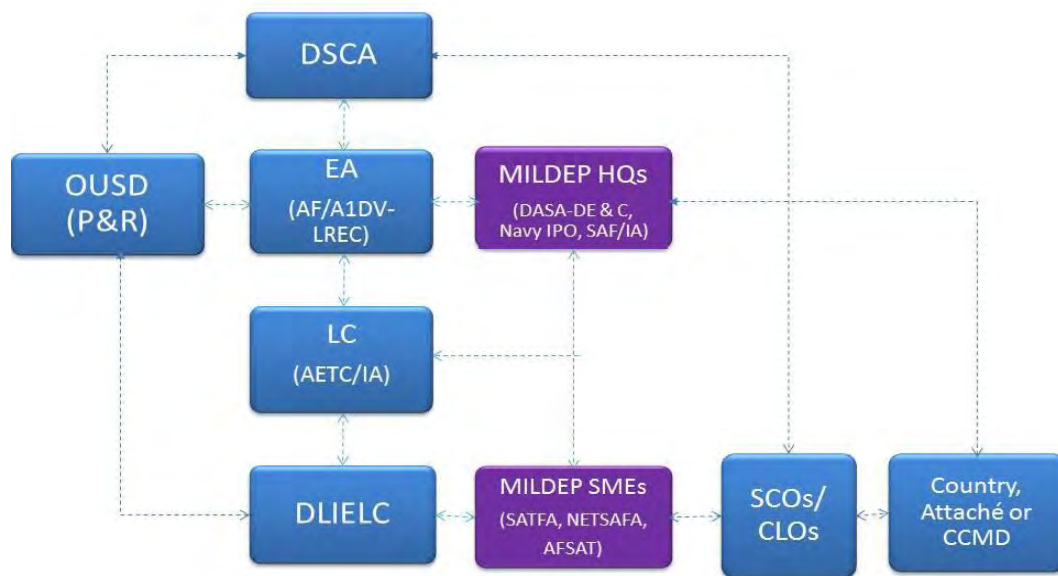 DSCA
OUSD
(P&R)
EA
(AF/A1DV-
LREC)
MILDEP HQs
(DASA-DE & C,
Navy IPO, SAF/IA)
LC
(AETC/IA)
DLIELC
MILDEP SMEs
(SATFA, NETSAFA,
AFSAT)
SCOs/
CLOs
Country,
Attaché or
CCMD